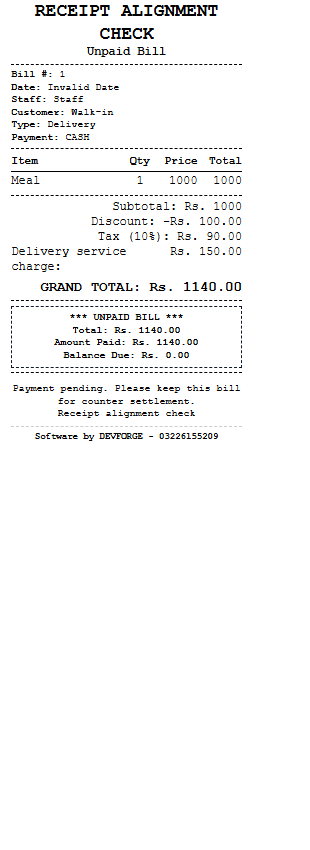 RECEIPT ALIGNMENT
CHECK
Unpaid Bill
Bill #: 1
Date: Invalid Date
Staff: Staff
Customer: Walk-in
Type: Delivery
Payment: CASH
Item Qty Price Total
Meal 1 1000 1000
Subtotal: Rs. 1000
Discount: -Rs. 100.00
Tax (10%): Rs. 90.00
Delivery service Rs. 150.00
charge:
GRAND TOTAL: Rs. 1140.00
*** UNPAID BILL ***
Total: Rs. 1140.00
Amount Paid: Rs. 1140.00
Balance Due: Rs. 0.00
Payment pending. Please keep this bill
for counter settlement.
Receipt alignment check
Software by DEVFORGE - 03226155209